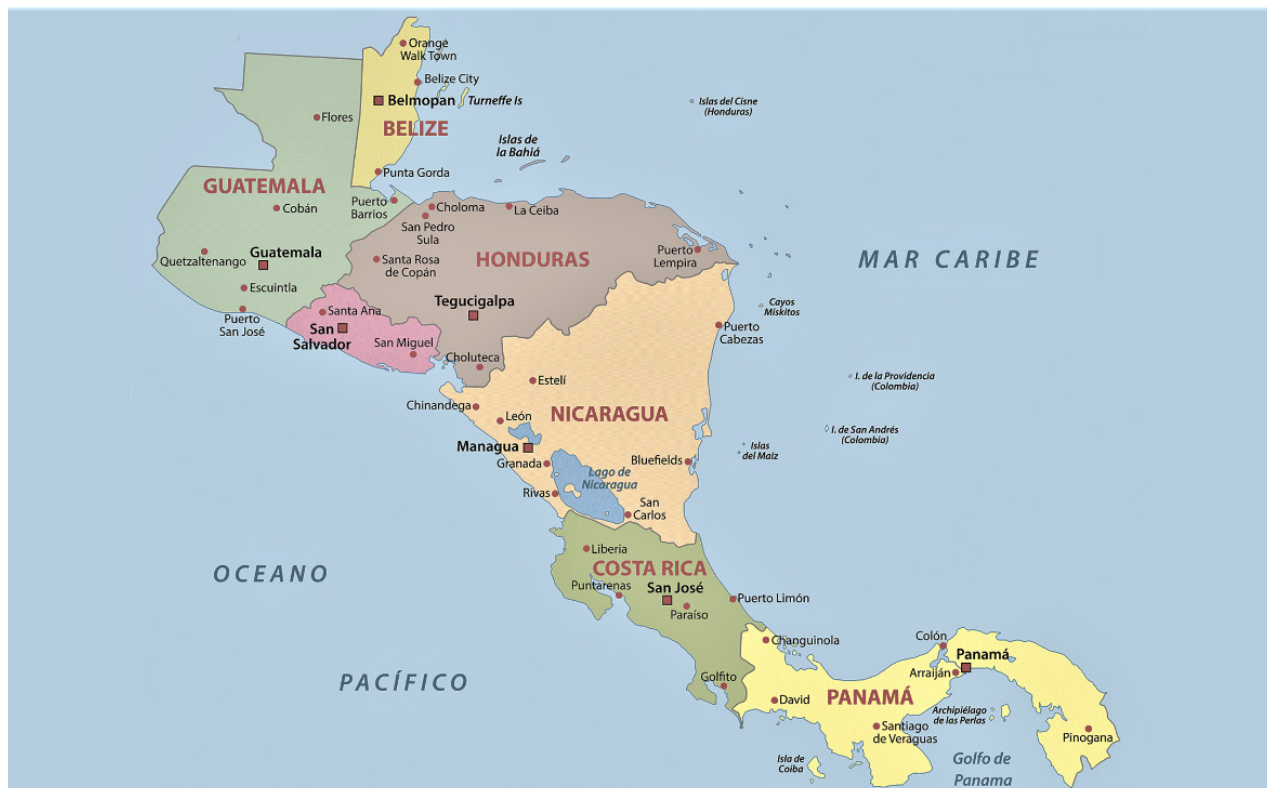 Orange
Walk Town
Belize City
Belmopan
Turneffe Is
Islas del Cisne
(Honduras)
Flores
BELIZE
Islas de
la Bahiá
Punta Gorda
GUATEMALA
Puerto
Barrios
Cobán
Choloma
La Ceiba
San Pedro
Sula
Quetzaltenango
Guatemala
Santa Rosa
de Copán
HONDURAS
Puerto
Lempira
MAR CARIBE
Escuintla
Tegucigalpa
Cayos
Miskitos
Puerto
San José
Santa Ana
San
Salvador
San Miguel
Puerto
Cabezas
Choluteca
Estelí
I. de la Providencia
(Colombia)
Chinandega
León
NICARAGUA
I. de San Andrés
(Colombia)
Managua
Islas
del Maiz
Granada
Lago de
Nicaragua
Bluefields
Rivas
San
Carlos
Liberia
COSTA RICA
OCEANO
Puntarenas
San José
Paraíso
Puerto Limón
Changuinola
Colón
Panamá
PACÍFICO
Golfito
Arraiján
David
PANAMÁ
Archipiélago
de las Perlas
Santiago
de Veraguas
Pinogana
Isla de
Coiba
Golfo de
Panama